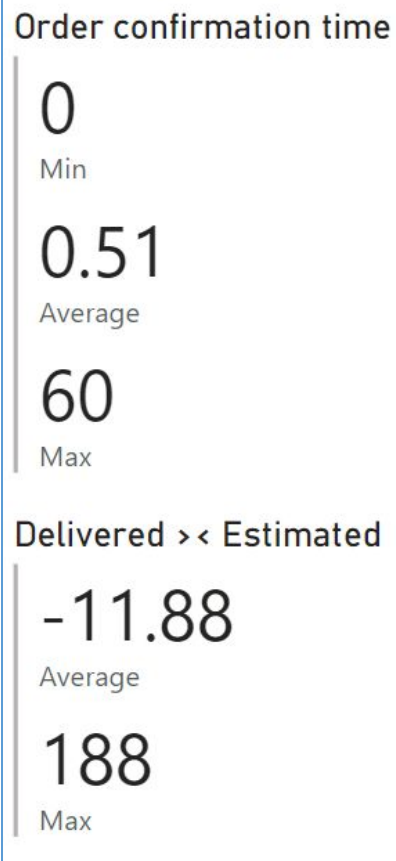 Order confirmation time
0
Min
0.51
Average
60
Max
Delivered >< Estimated
-11.88
Average
188
Max